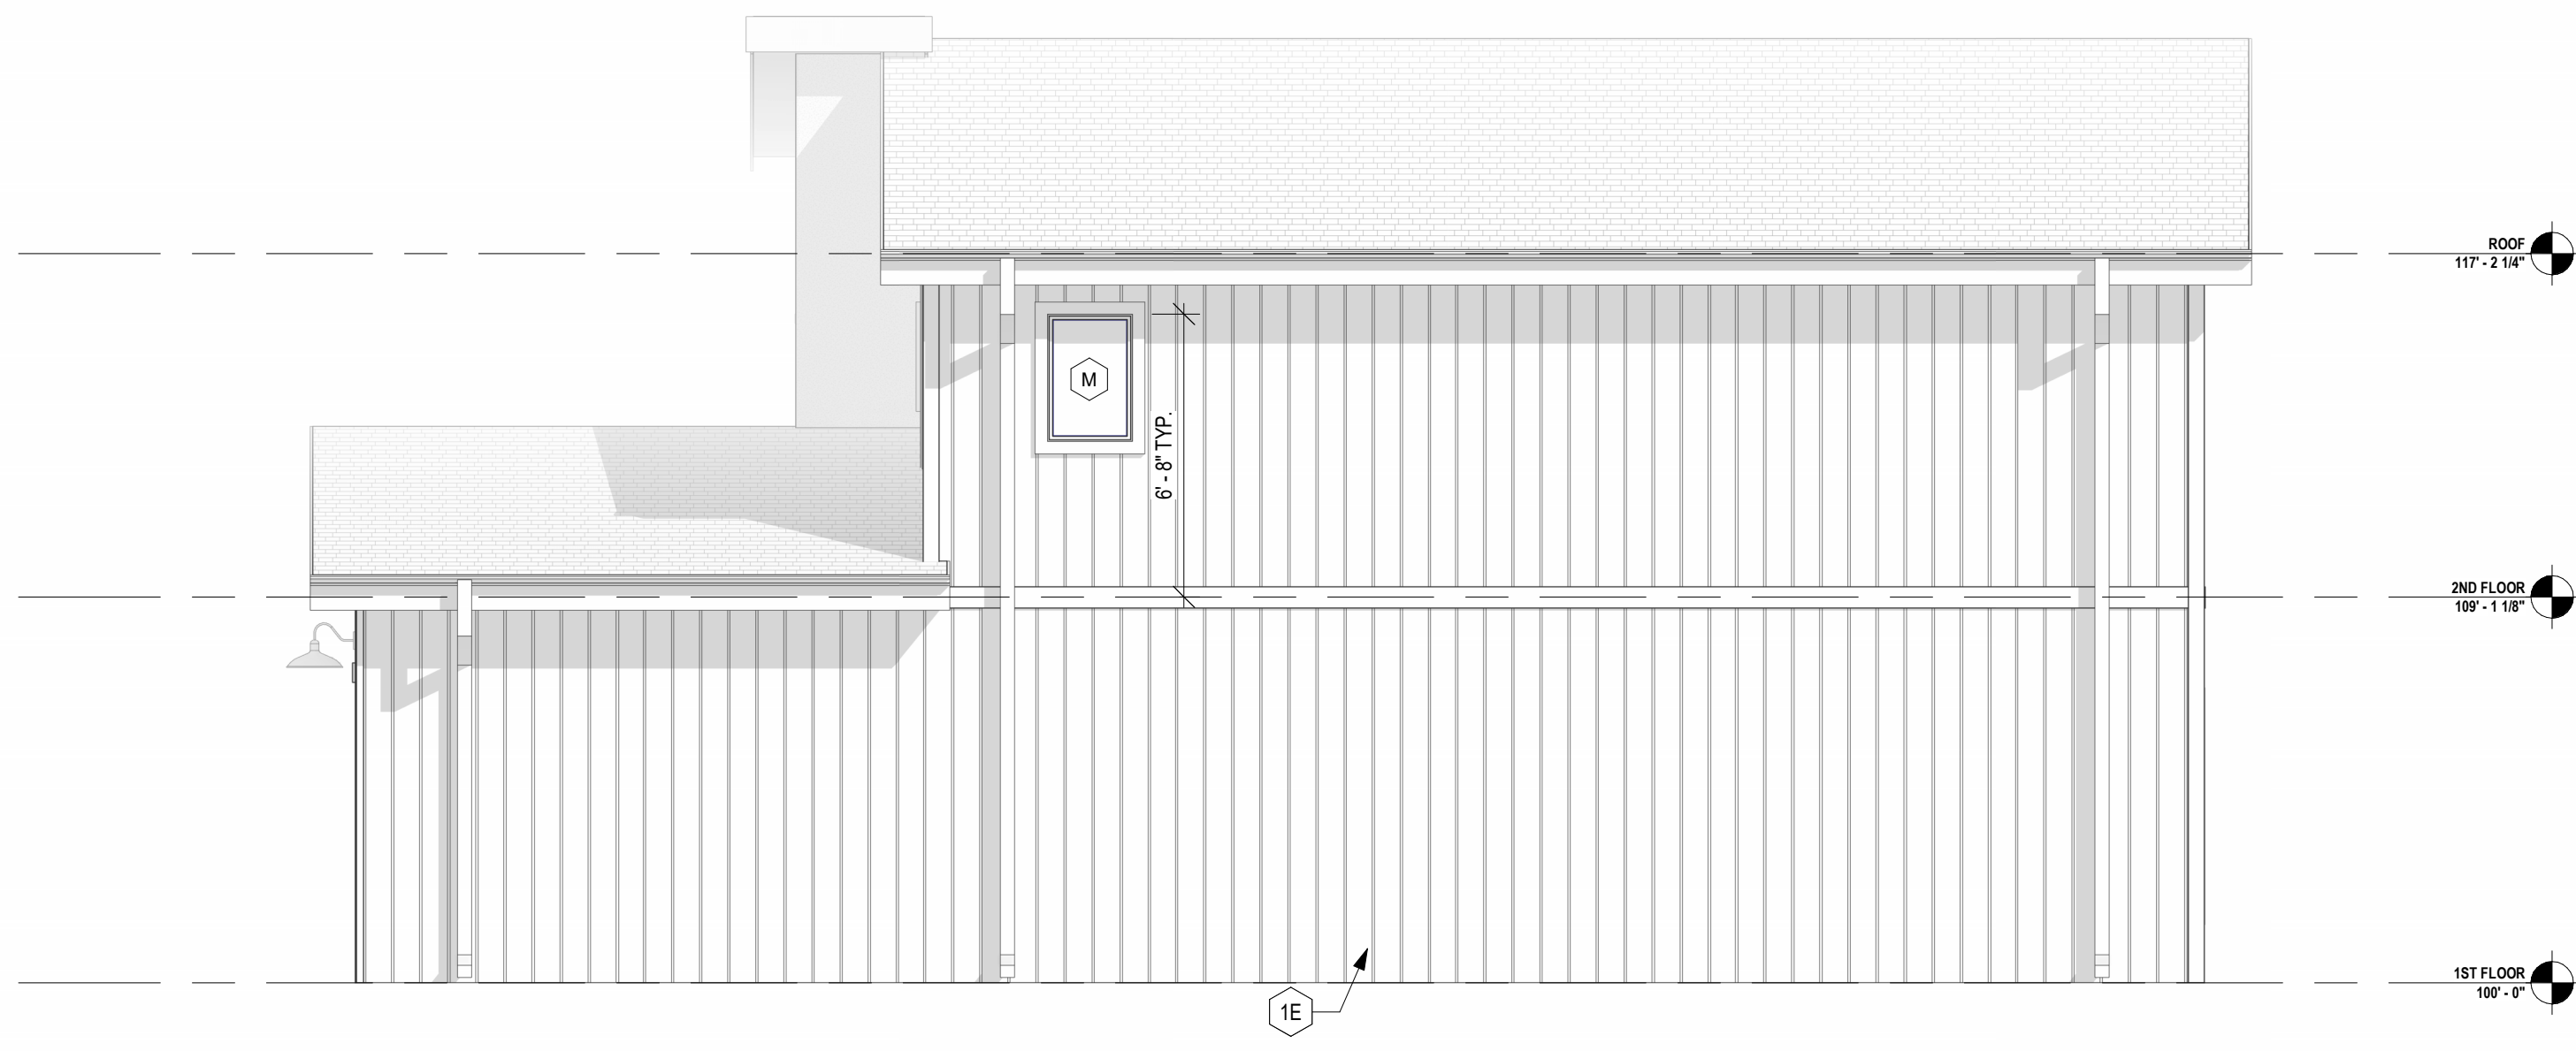 ROOF
117' - 2 1/4"
M
6' - 8" TYP.
2ND FLOOR
109' - 1 1/8"
1ST FLOOR
100' - 0"
1E